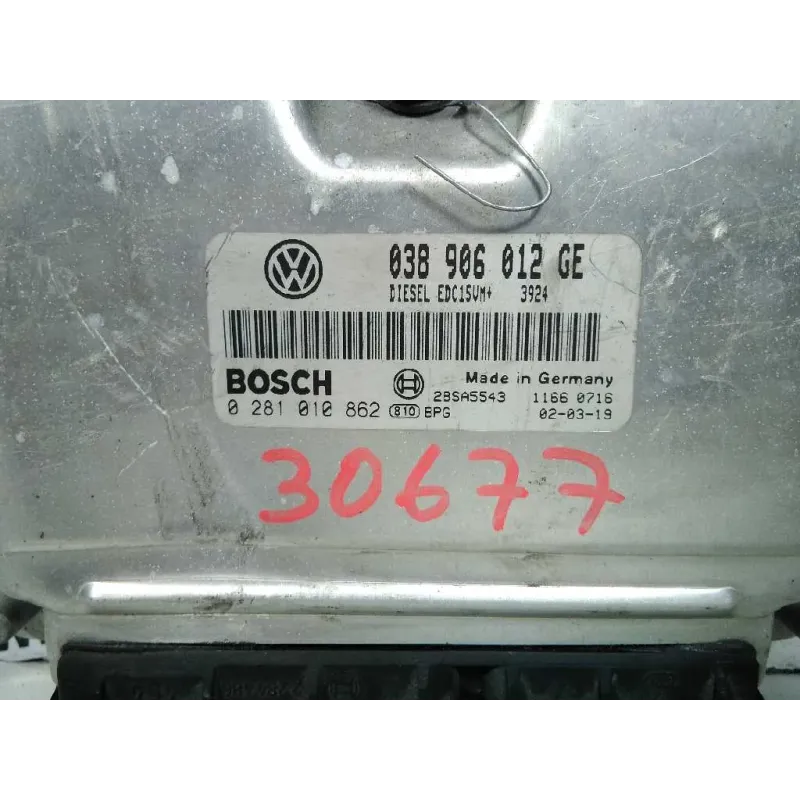 038 906 012 GE
DIESEL EDC15VM+ 3924
BOSCH Made in Germany
28SA5543 1166 0716
0 281 010 862 810 EPG 02-03-19
30677